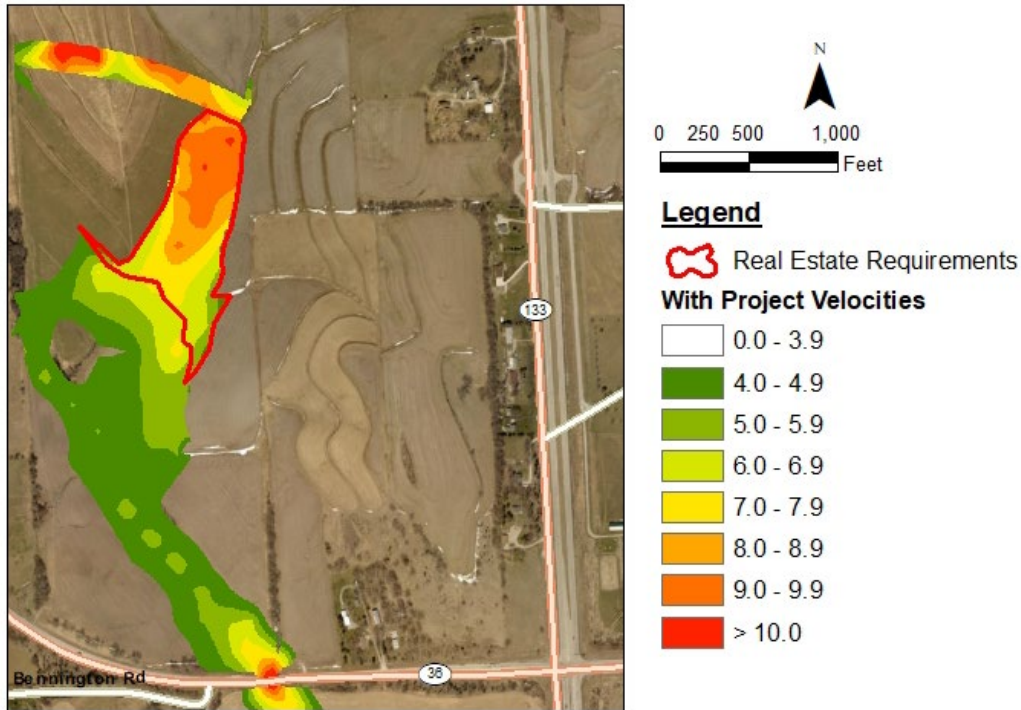 133
36
Bennington Rd
N
0 250 500 1,000
Feet
Legend
Real Estate Requirements
With Project Velocities
0.0 - 3.9
4.0 - 4.9
5.0 - 5.9
6.0 - 6.9
7.0 - 7.9
8.0 - 8.9
9.0 - 9.9
> 10.0